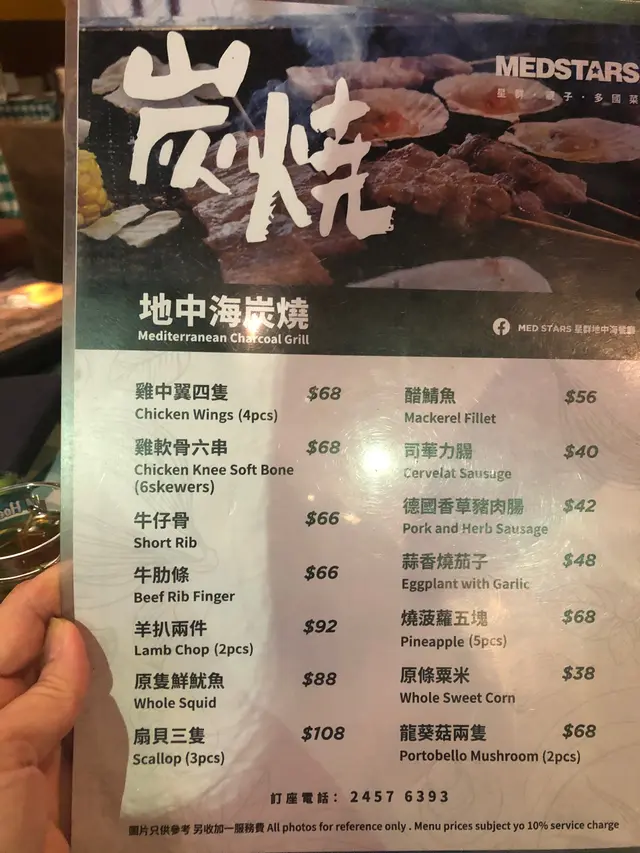 炭燒
MEDSTARS
星群・親子・多國菜
地中海炭燒
Mediterranean Charcoal Grill
MED STARS 星群地中海餐廳
雞中翼四隻 $68
Chicken Wings (4pcs)
雞軟骨六串 $68
Chicken Knee Soft Bone
(6skewers)
牛仔骨 $66
Short Rib
牛肋條 $66
Beef Rib Finger
羊扒兩件 $92
Lamb Chop (2pcs)
原隻鮮魷魚 $88
Whole Squid
扇貝三隻 $108
Scallop (3pcs)
醋鯖魚 $56
Mackerel Fillet
司華力腸 $40
Cervelat Sausage
德國香草豬肉腸 $42
Pork and Herb Sausage
蒜香燒茄子 $48
Eggplant with Garlic
燒菠蘿五塊 $68
Pineapple (5pcs)
原條粟米 $38
Whole Sweet Corn
龍葵菇兩隻 $68
Portobello Mushroom (2pcs)
訂座電話： 2457 6393
圖片只供參考 另收加一服務費 All photos for reference only . Menu prices subject yo 10% service charge